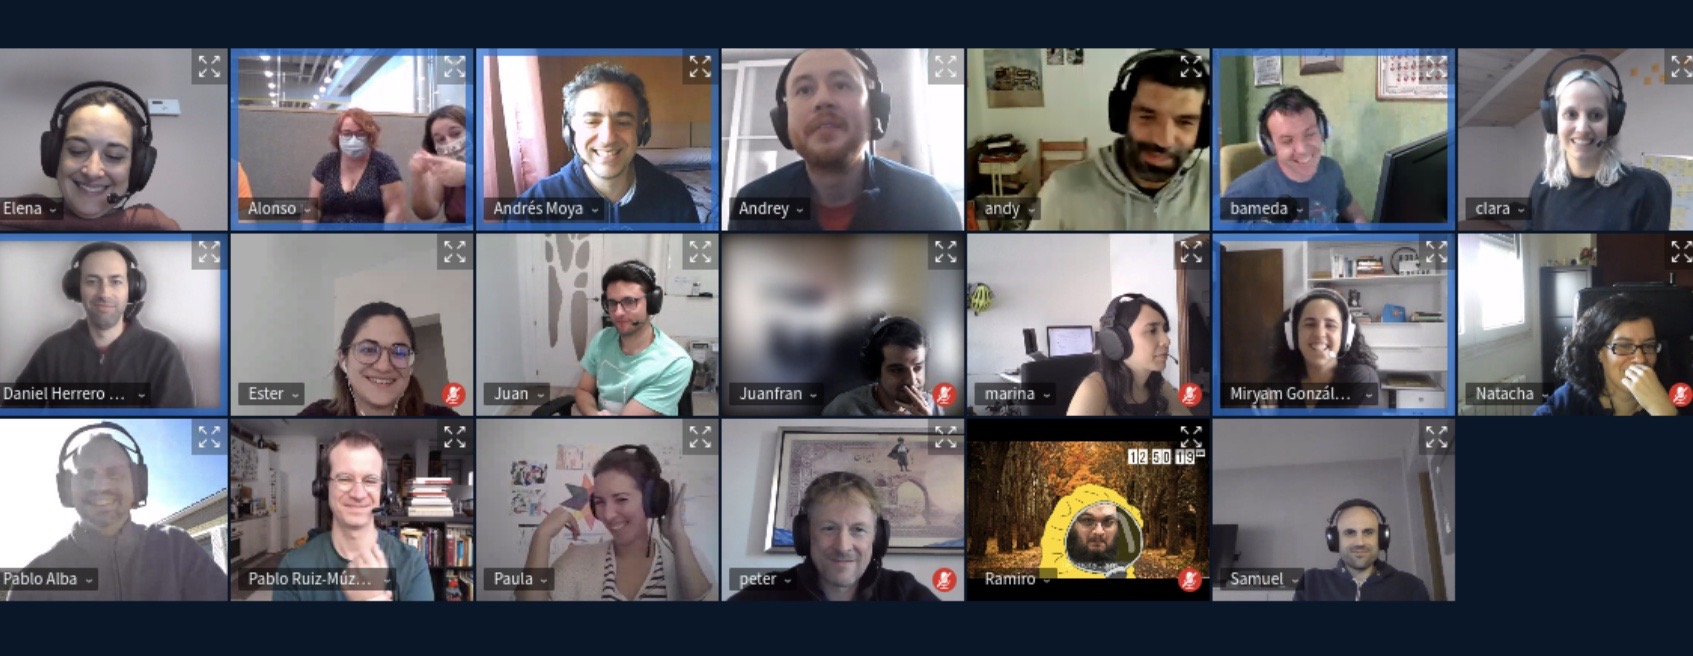 Elena
Alonso
Andrés Moya
Andrey
andy
bameda
clara
Daniel Herrero ...
Ester
Juan
Juanfran
marina
Miryam Gonzál...
Natacha
12 50 19
Pablo Alba
Pablo Ruiz-Múz...
Paula
peter
Ramiro
Samuel